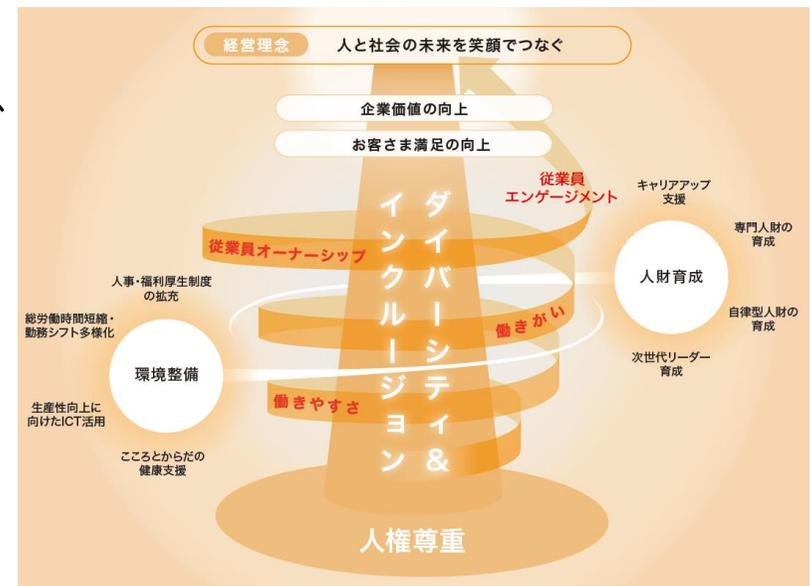 、
経営理念 人と社会の未来を笑顔でつなぐ
企業価値の向上
お客さま満足の向上
従業員
エンゲージメント
キャリアアップ
支援
専門人財の
育成
人財育成
自律型人財の
育成
次世代リーダー
育成
ダイバーシティ&
インクルージョン
従業員オーナーシップ
働きがい
働きやすさ
人事・福利厚生制度
の拡充
総労働時間短縮・
勤務シフト多様化
環境整備
生産性向上に
向けたICT活用
こころとからだの
健康支援
人権尊重